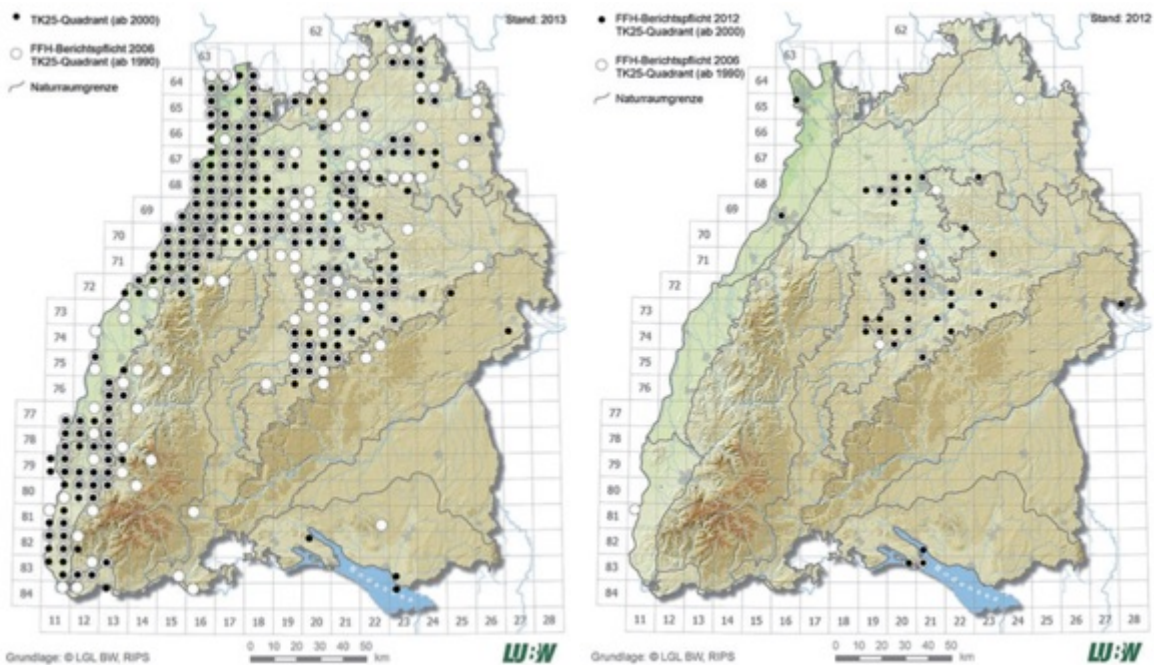 TK25-Quadrant (ab 2000)
FFH-Berichtspflicht 2006
TK25-Quadrant (ab 1990)
Naturraumgrenze
Stand: 2013
62
63
64
65
66
67
68
69
70
71
72
73
74
75
76
77
78
79
80
81
82
83
84
11 12 13 14 15 16 17 18 19 20 21 22 23 24 25 26 27 28
0 10 20 30 40 50 km
Grundlage: © LGL BW, RIPS
LUBW
FFH-Berichtspflicht 2012
TK25-Quadrant (ab 2000)
FFH-Berichtspflicht 2006
TK25-Quadrant (ab 1990)
Naturraumgrenze
Stand: 2012
62
63
64
65
66
67
68
69
70
71
72
73
74
75
76
77
78
79
80
81
82
83
84
11 12 13 14 15 16 17 18 19 20 21 22 23 24 25 26 27 28
0 10 20 30 40 50 km
Grundlage: © LGL BW, RIPS
LUBW